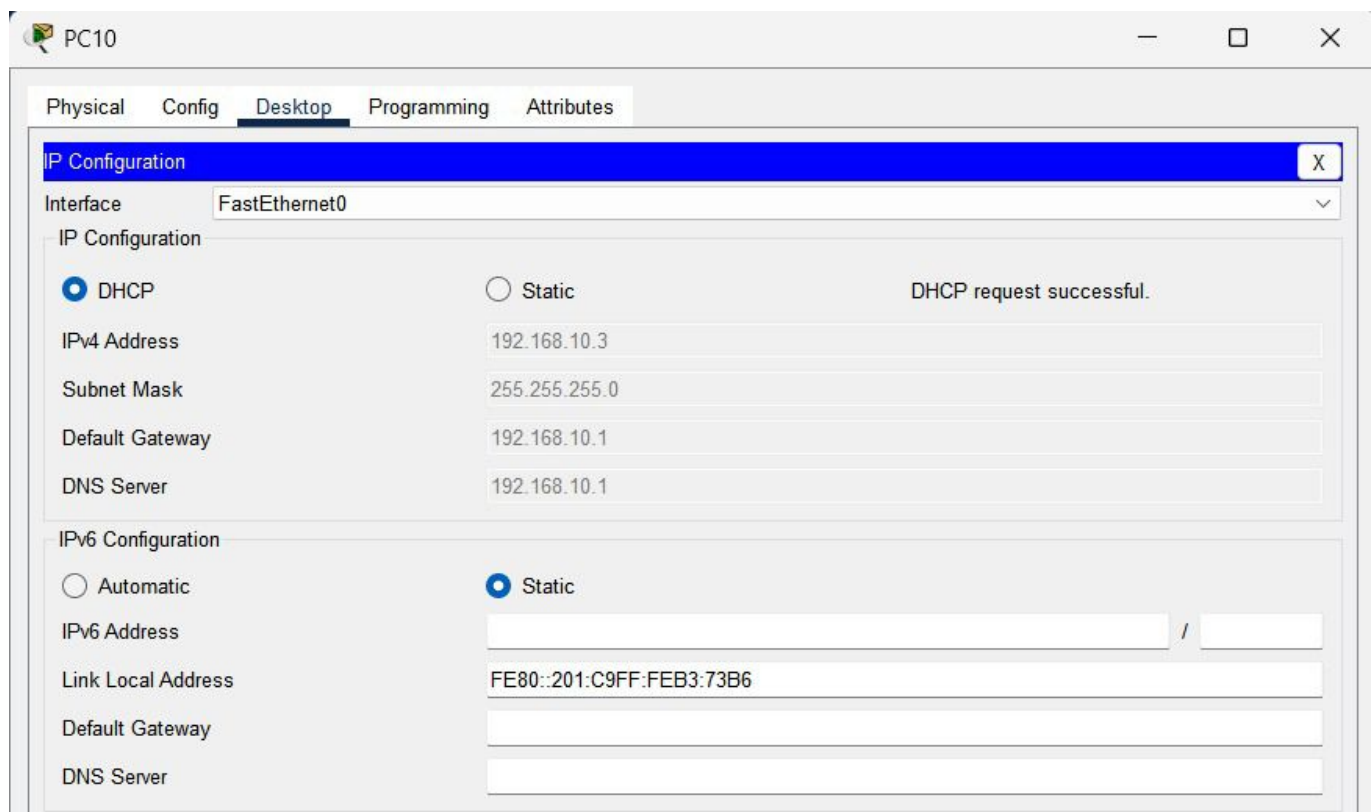 PC10
Physical Config Desktop Programming Attributes
IP Configuration X
Interface FastEthernet0
IP Configuration
DHCP Static DHCP request successful.
IPv4 Address 192.168.10.3
Subnet Mask 255.255.255.0
Default Gateway 192.168.10.1
DNS Server 192.168.10.1
IPv6 Configuration
Automatic Static
IPv6 Address /
Link Local Address FE80::201:C9FF:FEB3:73B6
Default Gateway
DNS Server